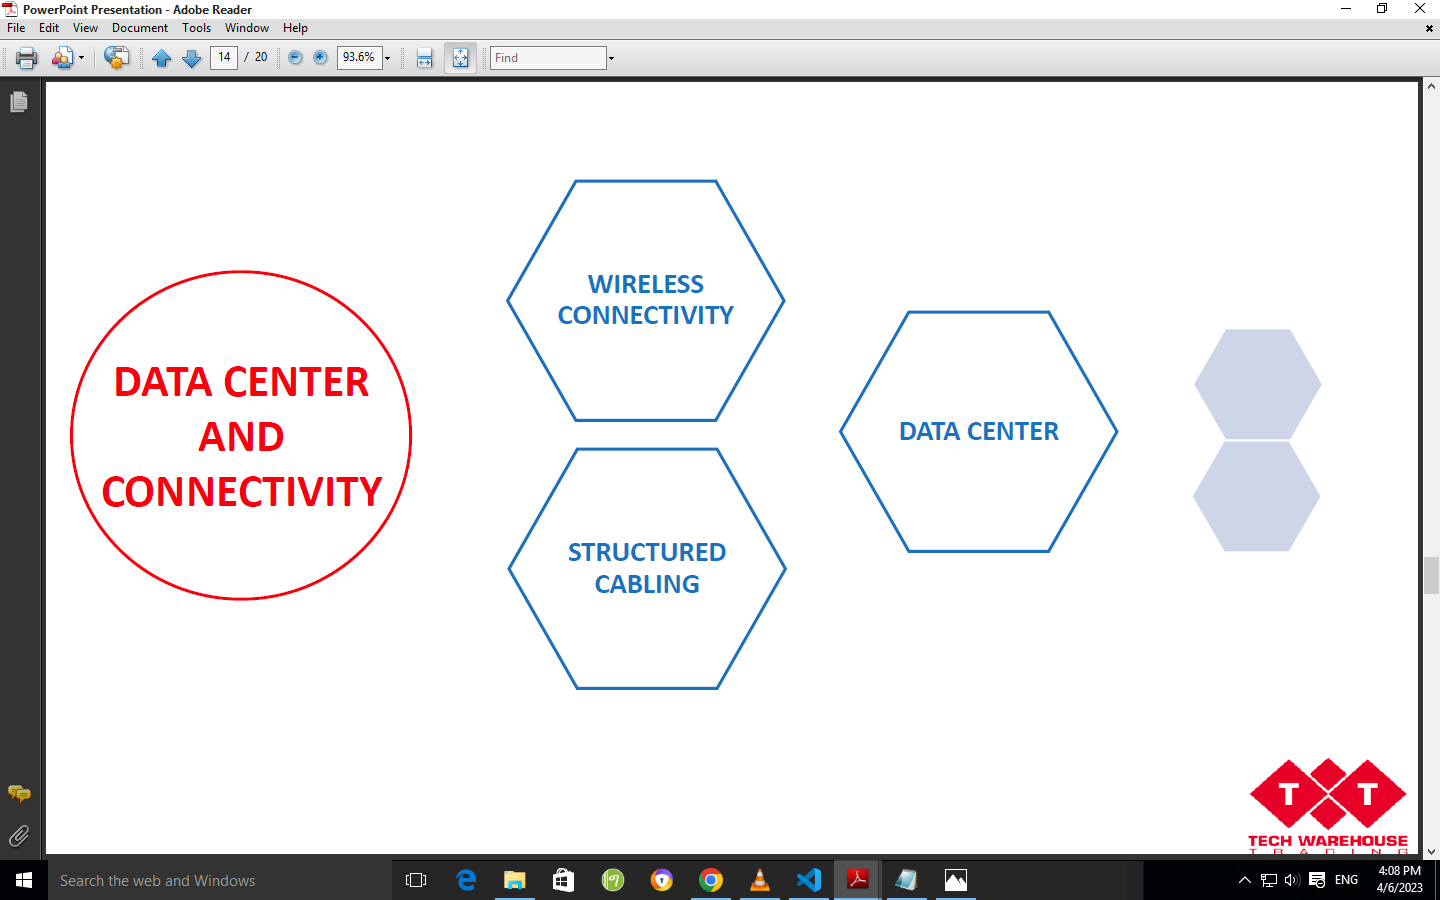 PowerPoint Presentation - Adobe Reader
File Edit View Document Tools Window Help
14 / 20 93.6% Find
WIRELESS
CONNECTIVITY
DATA CENTER
AND
CONNECTIVITY
DATA CENTER
STRUCTURED
CABLING
T T
TECH WAREHOUSE
TRADING
Search the web and Windows
ENG
4:08 PM
4/6/2023